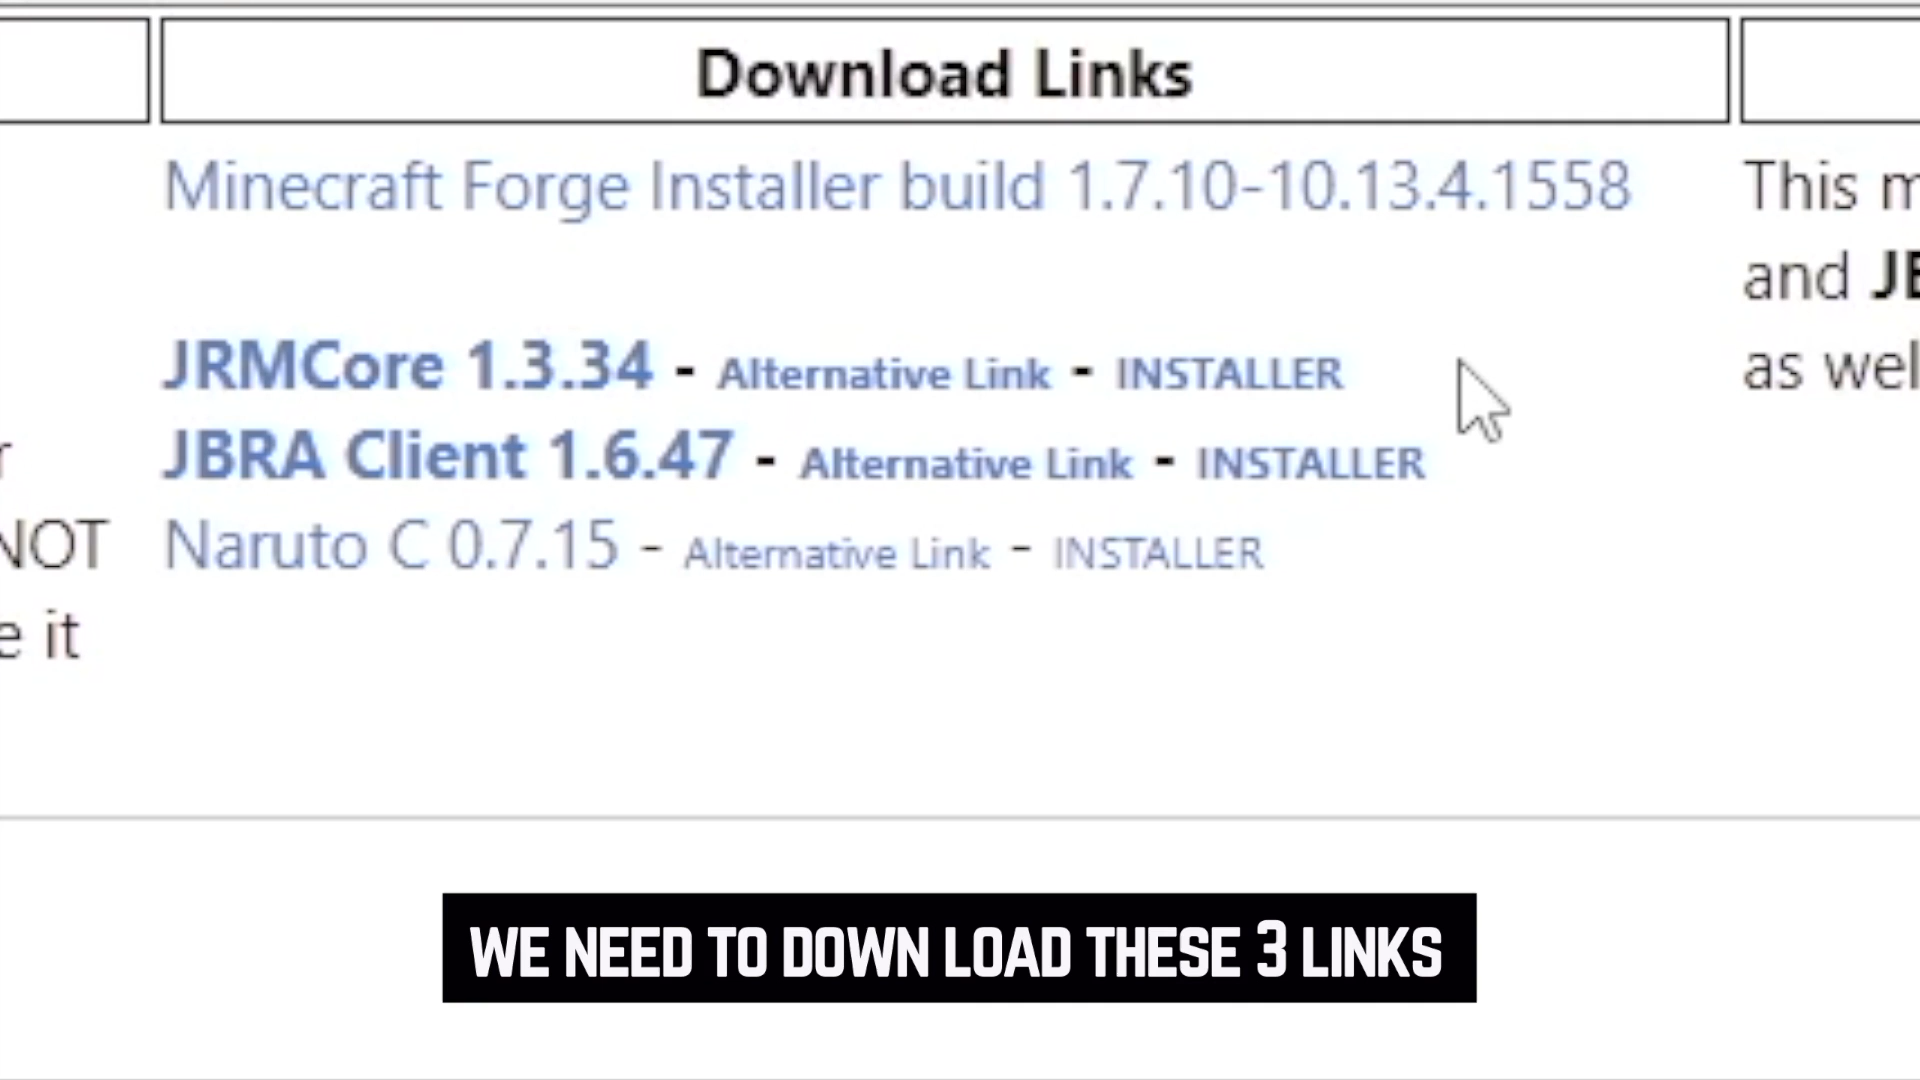 Download Links
Minecraft Forge Installer build 1.7.10-10.13.4.1558
This
and
JRMCore 1.3.34 - Alternative Link - INSTALLER
as
JBRA Client 1.6.47 - Alternative Link - INSTALLER
NOT
Naruto C 0.7.15 - Alternative Link - INSTALLER
it
WE NEED TO DOWN LOAD THESE 3 LINKS